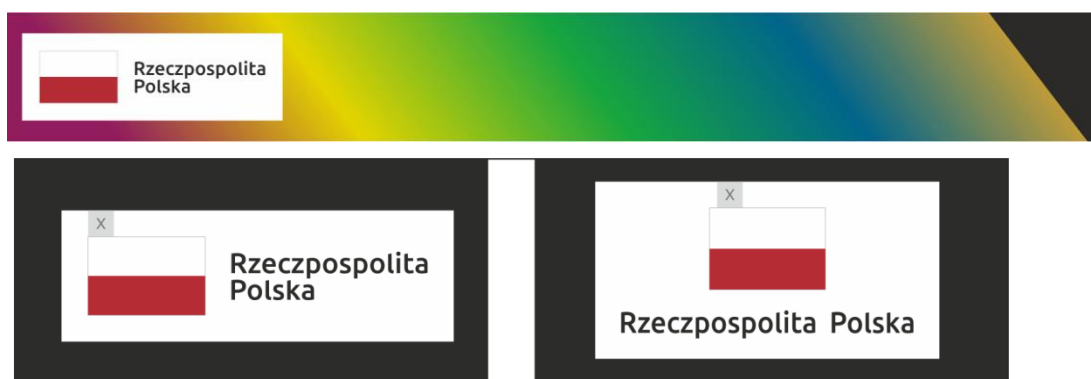 Rzeczpospolita
Polska
X
Rzeczpospolita
Polska
X
Rzeczpospolita Polska